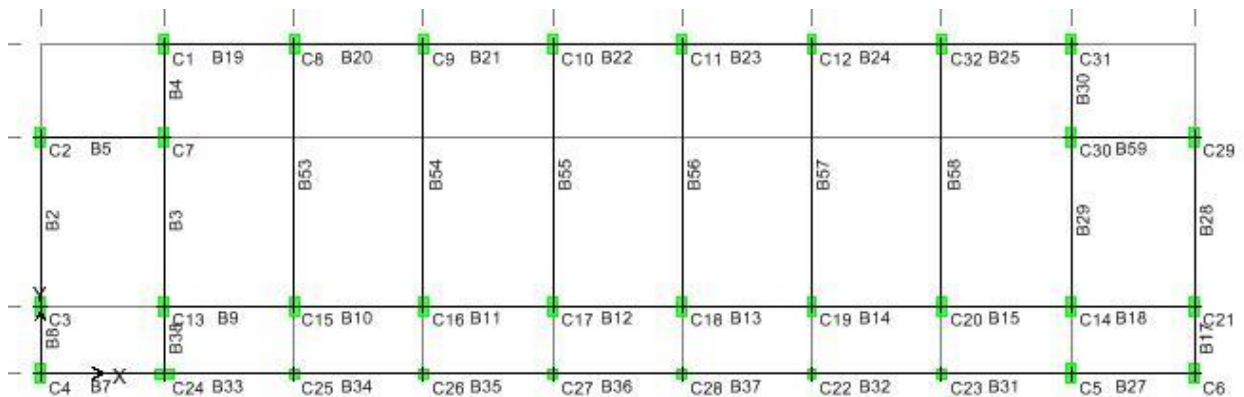 C1 B19 C8 B20 C9 B21 C10 B22 C11 B23 C12 B24 C32 B25 C31
B4 B30
C2 B5 C7 C30 B59 C29
B53 B54 B55 B56 B57 B58
B2 B3 B29 B28
Y
C3 C13 B9 C15 B10 C16 B11 C17 B12 C18 B13 C19 B14 C20 B15 C14 B18 C21
B38 B17
X
C4 B7 C24 B33 C25 B34 C26 B35 C27 B36 C28 B37 C22 B32 C23 B31 C5 B27 C6